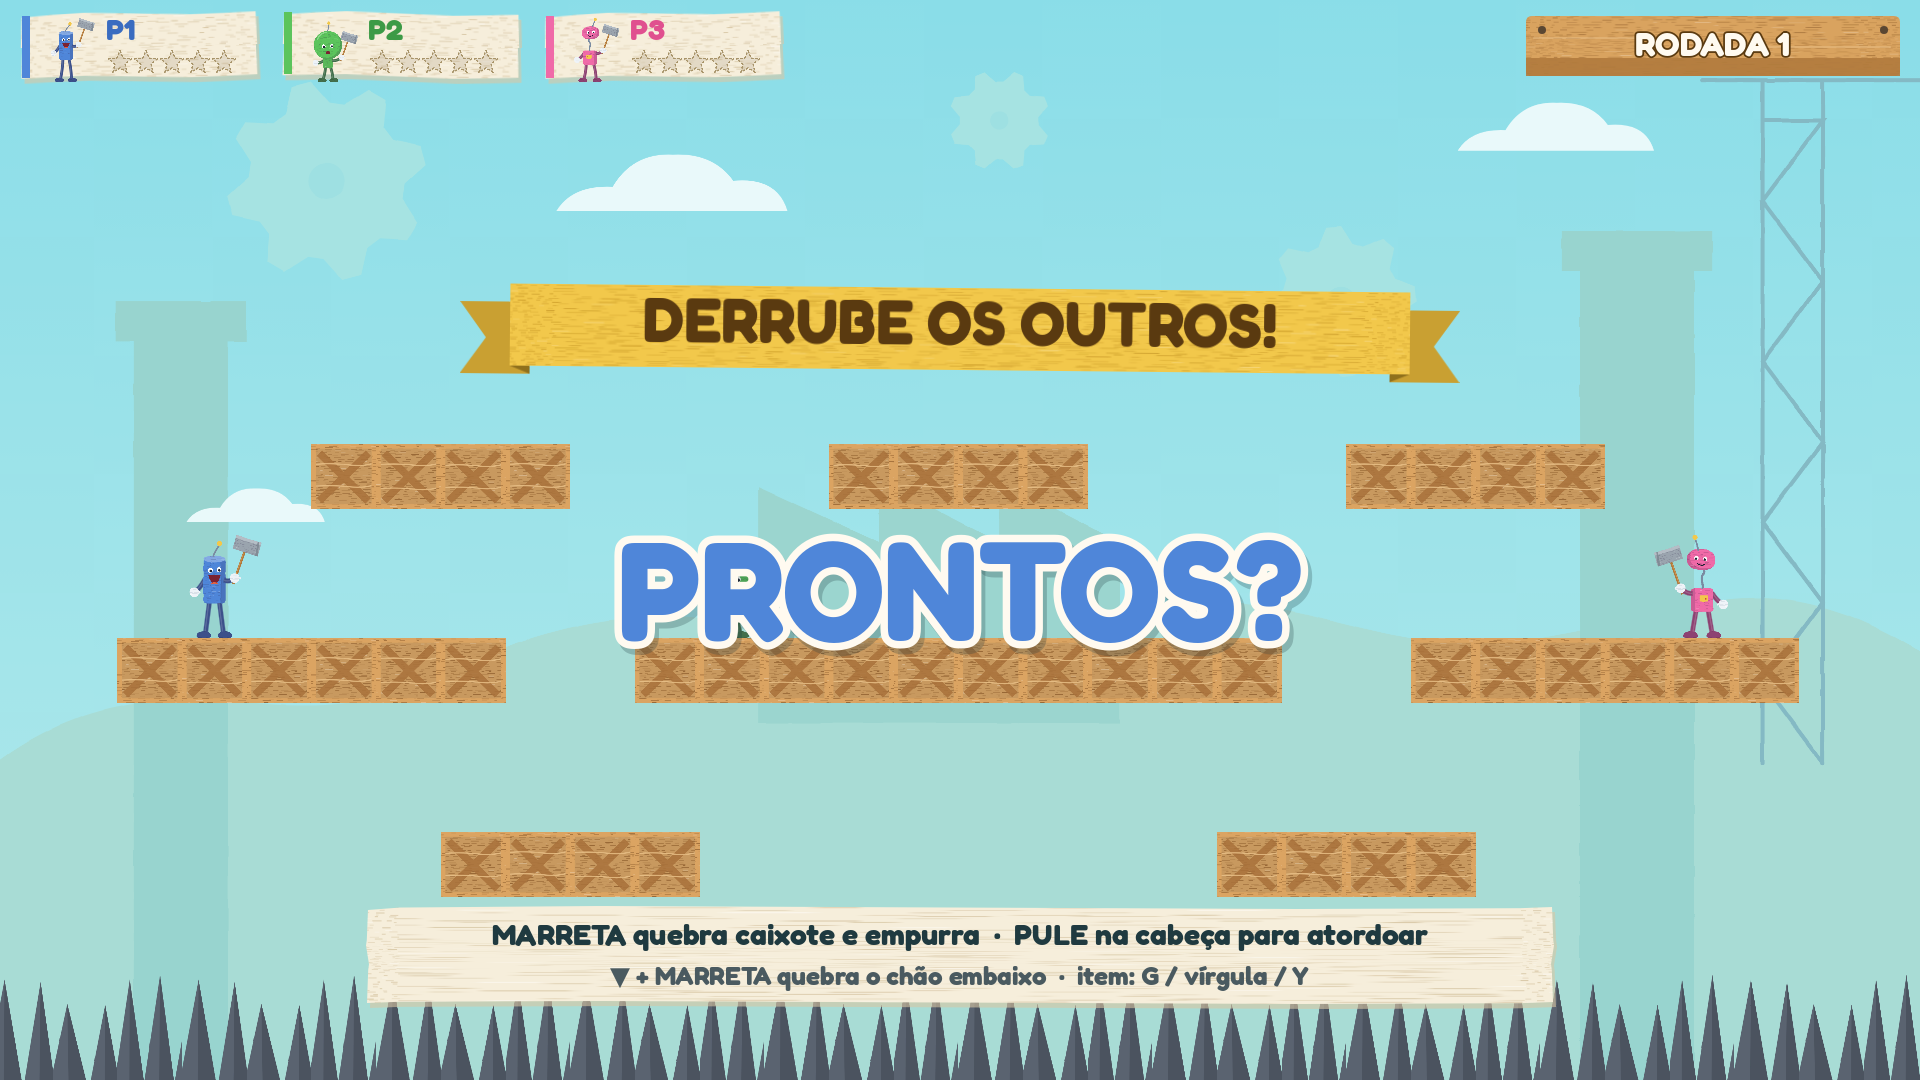 P1
P2
P3
RODADA 1
DERRUBE OS OUTROS!
PRONTOS?
MARRETA quebra caixote e empurra · PULE na cabeça para atordoar
▼ + MARRETA quebra o chão embaixo · item: G / vírgula / Y